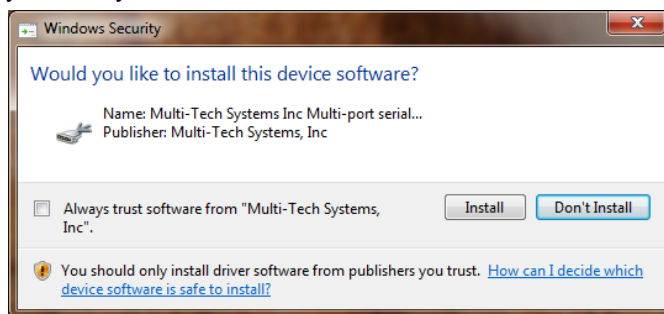 Windows Security
Would you like to install this device software?
Name: Multi-Tech Systems Inc Multi-port serial...
Publisher: Multi-Tech Systems, Inc
Always trust software from "Multi-Tech Systems,
Inc".
Install
Don't Install
You should only install driver software from publishers you trust. How can I decide which
device software is safe to install?